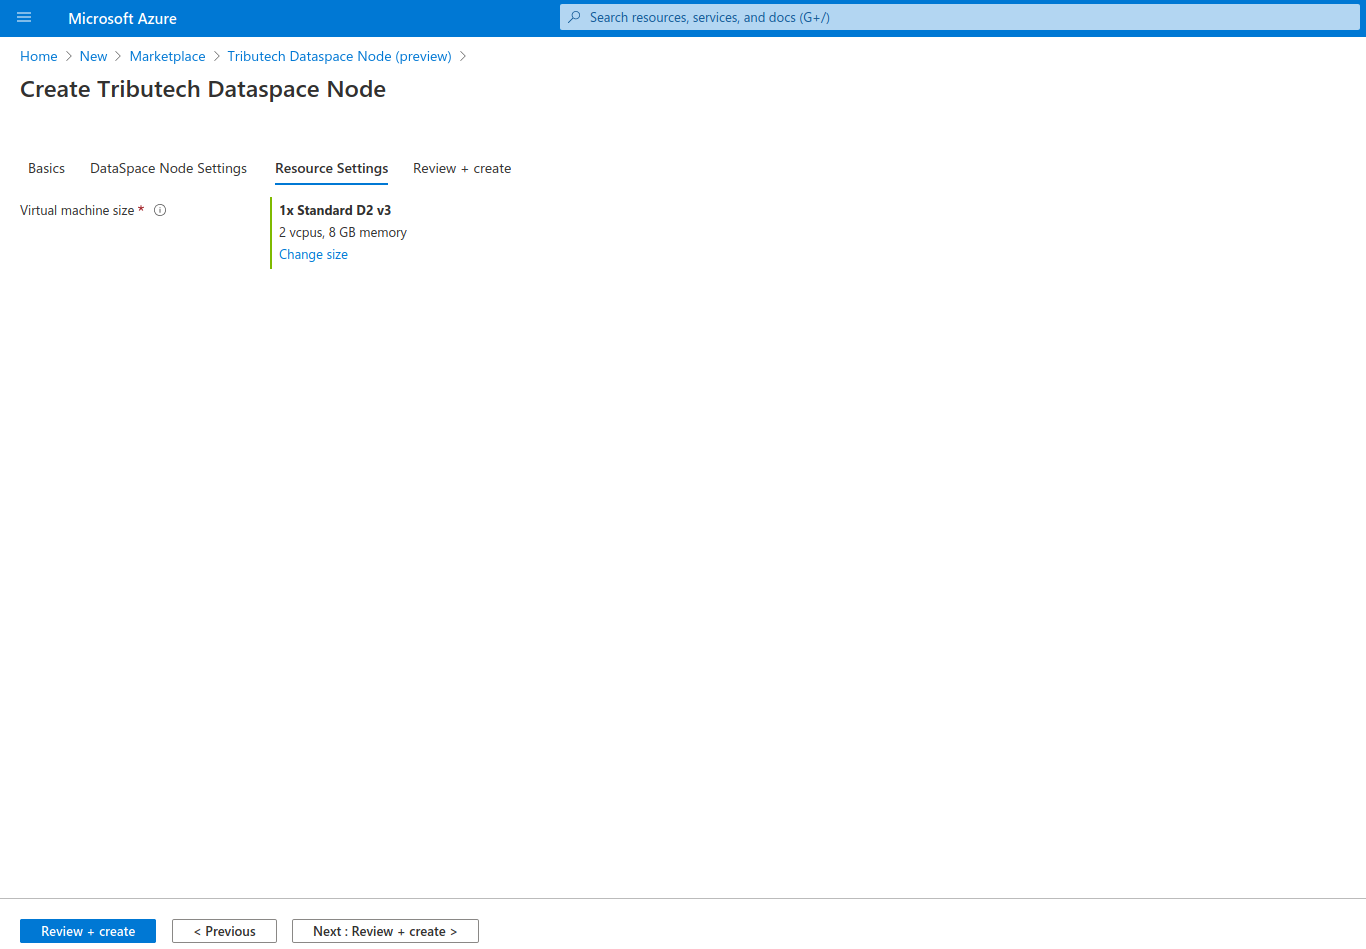 Microsoft Azure
Search resources, services, and docs (G+/)
Home > New > Marketplace > Tributech Dataspace Node (preview) >
Create Tributech Dataspace Node
Basics DataSpace Node Settings Resource Settings Review + create
Virtual machine size *
1x Standard D2 v3
2 vcpus, 8 GB memory
Change size
Review + create
< Previous
Next : Review + create >